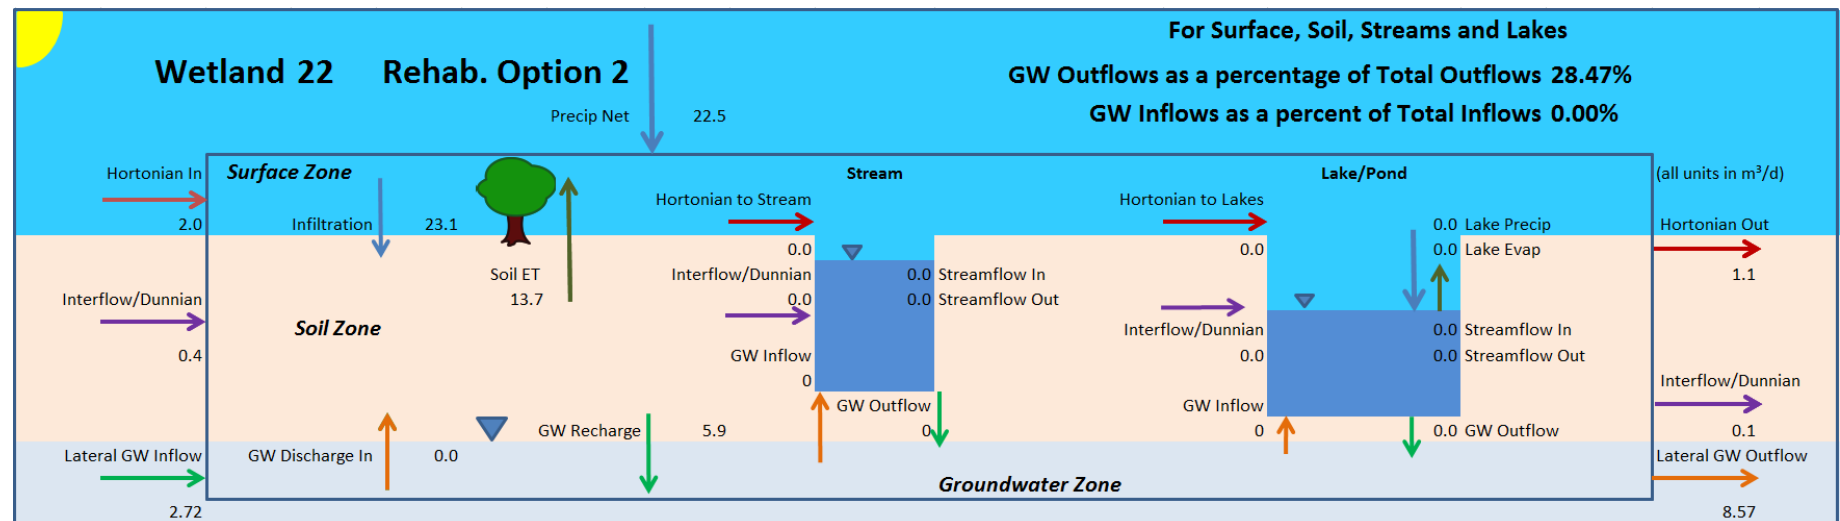 For Surface, Soil, Streams and Lakes
Wetland 22 Rehab. Option 2
GW Outflows as a percentage of Total Outflows 28.47%
GW Inflows as a percent of Total Inflows 0.00%
Precip Net 22.5
Hortonian In
2.0
Surface Zone
Infiltration 23.1
Stream
Hortonian to Stream
0.0
Lake/Pond
Hortonian to Lakes
0.0
(all units in m³/d)
0.0 Lake Precip
0.0 Lake Evap
Hortonian Out
1.1
Soil ET
13.7
Interflow/Dunnian
0.4
Soil Zone
Interflow/Dunnian
0.0
0.0 Streamflow In
0.0 Streamflow Out
GW Inflow
0
GW Outflow
0
Interflow/Dunnian
0.0
0.0 Streamflow In
0.0 Streamflow Out
GW Inflow
0
0.0 GW Outflow
Interflow/Dunnian
0.1
GW Recharge 5.9
Lateral GW Inflow
2.72
GW Discharge In 0.0
Groundwater Zone
Lateral GW Outflow
8.57